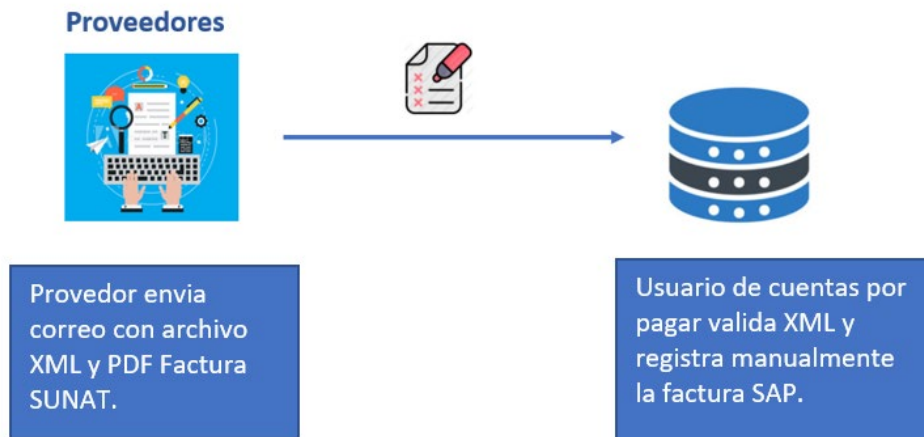 Proveedores
Provedor envia
correo con archivo
XML y PDF Factura
SUNAT.
Usuario de cuentas por
pagar valida XML y
registra manualmente
la factura SAP.